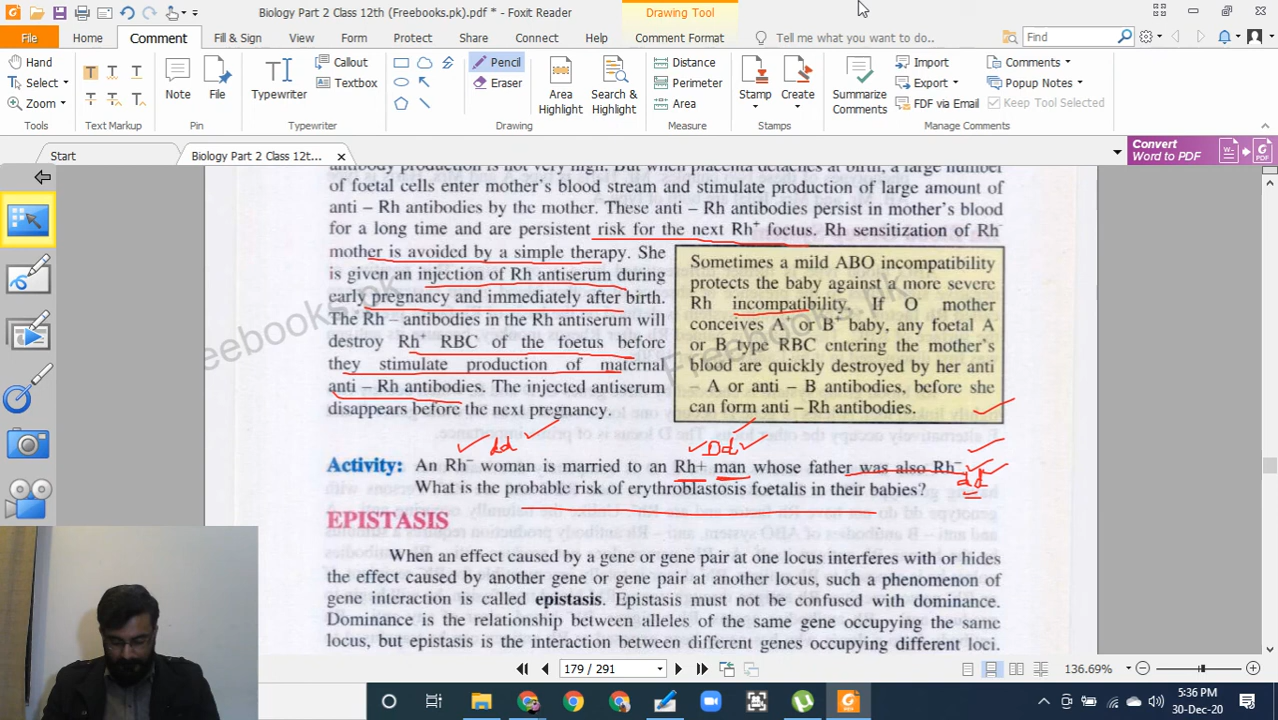 Biology Part 2 Class 12th (Freebooks.pk).pdf * - Foxit Reader
Drawing Tool
File Home Comment Fill & Sign View Form Protect Share Connect Help Comment Format Tell me what you want to do.. Find
Hand
Select
Zoom
Tools
Text Markup
Note
File
Pin
Typewriter
Callout
Textbox
Typewriter
Pencil
Eraser
Area Highlight
Search & Highlight
Drawing
Distance
Perimeter
Area
Measure
Stamp
Create
Stamps
Summarize Comments
Import
Export
FDF via Email
Comments
Popup Notes
Keep Tool Selected
Manage Comments
Start
Biology Part 2 Class 12th...
Convert
Word to PDF
antibody production is not very high. But when placenta detaches at birth, a large number
of foetal cells enter mother's blood stream and stimulate production of large amount of
anti – Rh antibodies by the mother. These anti – Rh antibodies persist in mother's blood
for a long time and are persistent risk for the next Rh+ foetus. Rh sensitization of Rh-
mother is avoided by a simple therapy. She
is given an injection of Rh antiserum during
early pregnancy and immediately after birth.
The Rh – antibodies in the Rh antiserum will
destroy Rh+ RBC of the foetus before
they stimulate production of maternal
anti – Rh antibodies. The injected antiserum
disappears before the next pregnancy.
Sometimes a mild ABO incompatibility
protects the baby against a more severe
Rh incompatibility. If O- mother
conceives A+ or B+ baby, any foetal A
or B type RBC entering the mother's
blood are quickly destroyed by her anti
- A or anti – B antibodies, before she
can form anti – Rh antibodies.
dd
Dd
Activity: An Rh- woman is married to an Rh+ man whose father was also Rh-
dd
What is the probable risk of erythroblastosis foetalis in their babies?
EPISTASIS
When an effect caused by a gene or gene pair at one locus interferes with or hides
the effect caused by another gene or gene pair at another locus, such a phenomenon of
gene interaction is called epistasis. Epistasis must not be confused with dominance.
Dominance is the relationship between alleles of the same gene occupying the same
locus, but epistasis is the interaction between different genes occupying different loci.
179 / 291
136.69%
5:36 PM
30-Dec-20